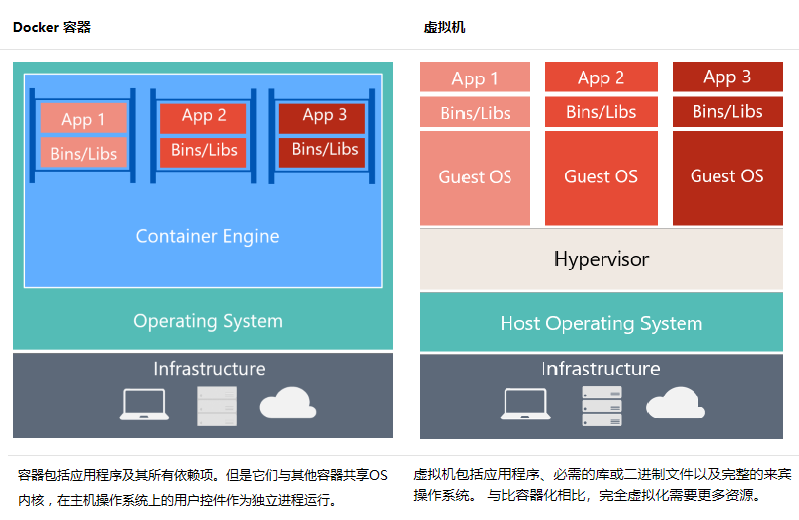 Docker 容器
App 1
Bins/Libs
App 2
Bins/Libs
App 3
Bins/Libs
Container Engine
Operating System
Infrastructure
容器包括应用程序及其所有依赖项。但是它们与其他容器共享OS
内核，在主机操作系统上的用户控件作为独立进程运行。
虚拟机
App 1
Bins/Libs
Guest OS
App 2
Bins/Libs
Guest OS
App 3
Bins/Libs
Guest OS
Hypervisor
Host Operating System
Infrastructure
虚拟机包括应用程序、必需的库或二进制文件以及完整的来宾
操作系统。 与比容器化相比，完全虚拟化需要更多资源。